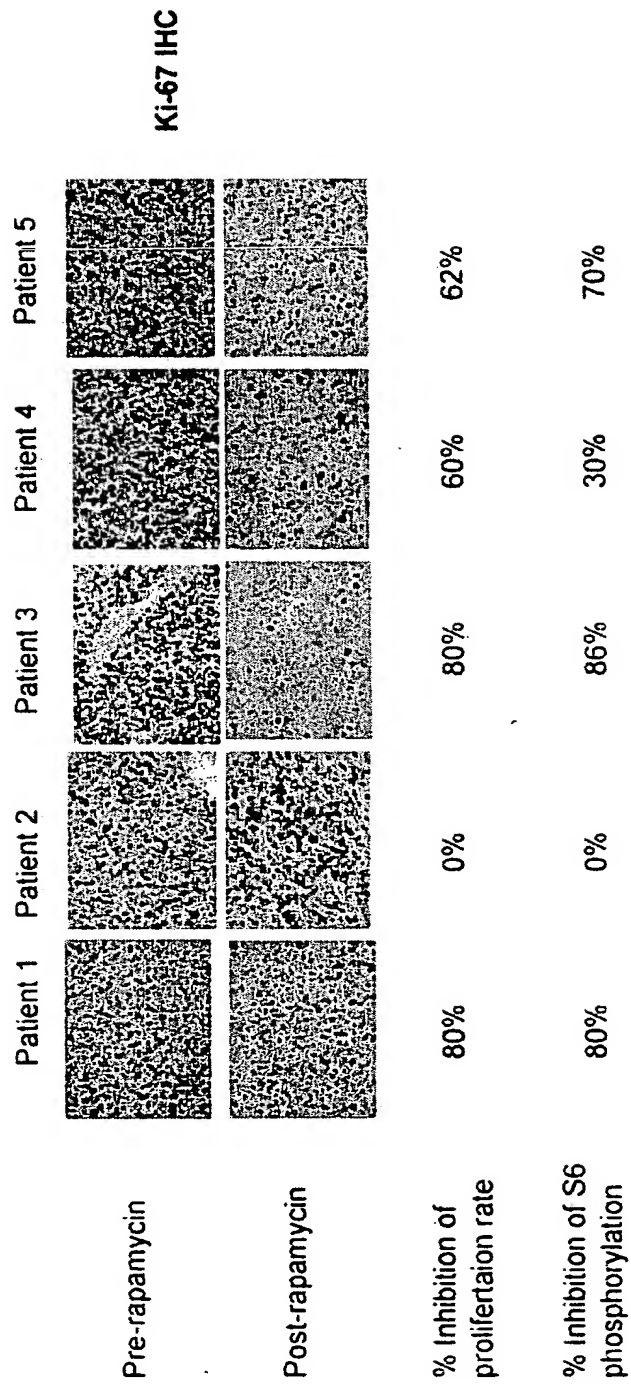 Patient 1 Patient 2 Patient 3 Patient 4 Patient 5
Pre-rapamycin
Ki-67 IHC
Post-rapamycin
% Inhibition of
prolifertaion rate
80% 0% 80% 60% 62%
% Inhibition of S6
phosphorylation
80% 0% 86% 30% 70%